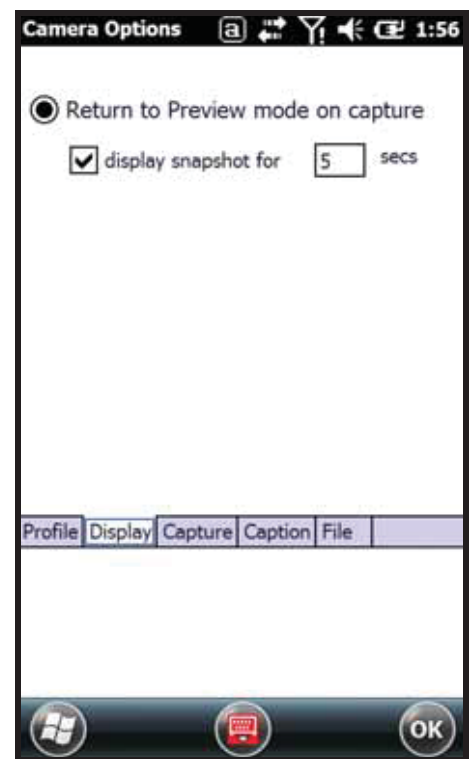 Camera Options a 1:56
Return to Preview mode on capture
display snapshot for 5 secs
Profile Display Capture Caption File
OK